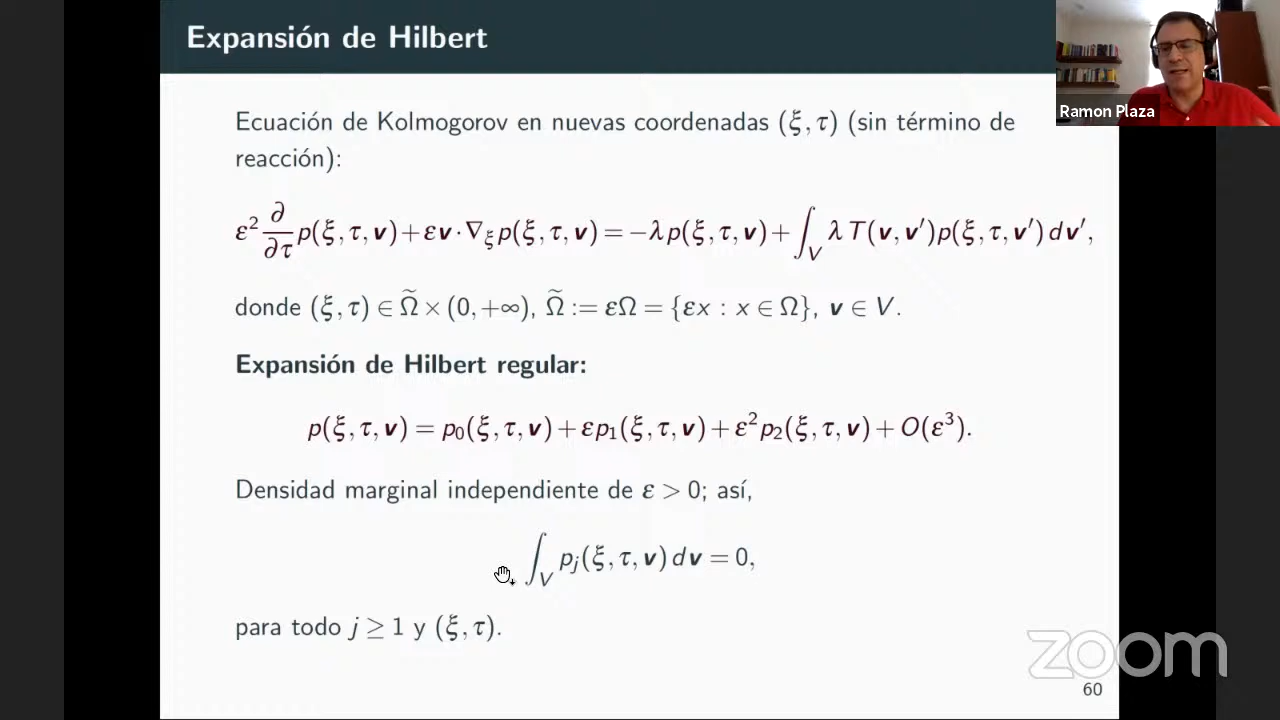 Expansión de Hilbert
Ramon Plaza
Ecuación de Kolmogorov en nuevas coordenadas (ξ, τ) (sin término de
reacción):
ε² ∂/∂τ p(ξ, τ, v) + εv · ∇_ξ p(ξ, τ, v) = −λ p(ξ, τ, v) + ∫_V λ T(v, v′)p(ξ, τ, v′) dv′,
donde (ξ, τ) ∈ Ω̃ × (0, +∞), Ω̃ := εΩ = {εx : x ∈ Ω}, v ∈ V.
Expansión de Hilbert regular:
p(ξ, τ, v) = p₀(ξ, τ, v) + εp₁(ξ, τ, v) + ε²p₂(ξ, τ, v) + O(ε³).
Densidad marginal independiente de ε > 0; así,
∫_V p_j(ξ, τ, v) dv = 0,
para todo j ≥ 1 y (ξ, τ).
zoom
60